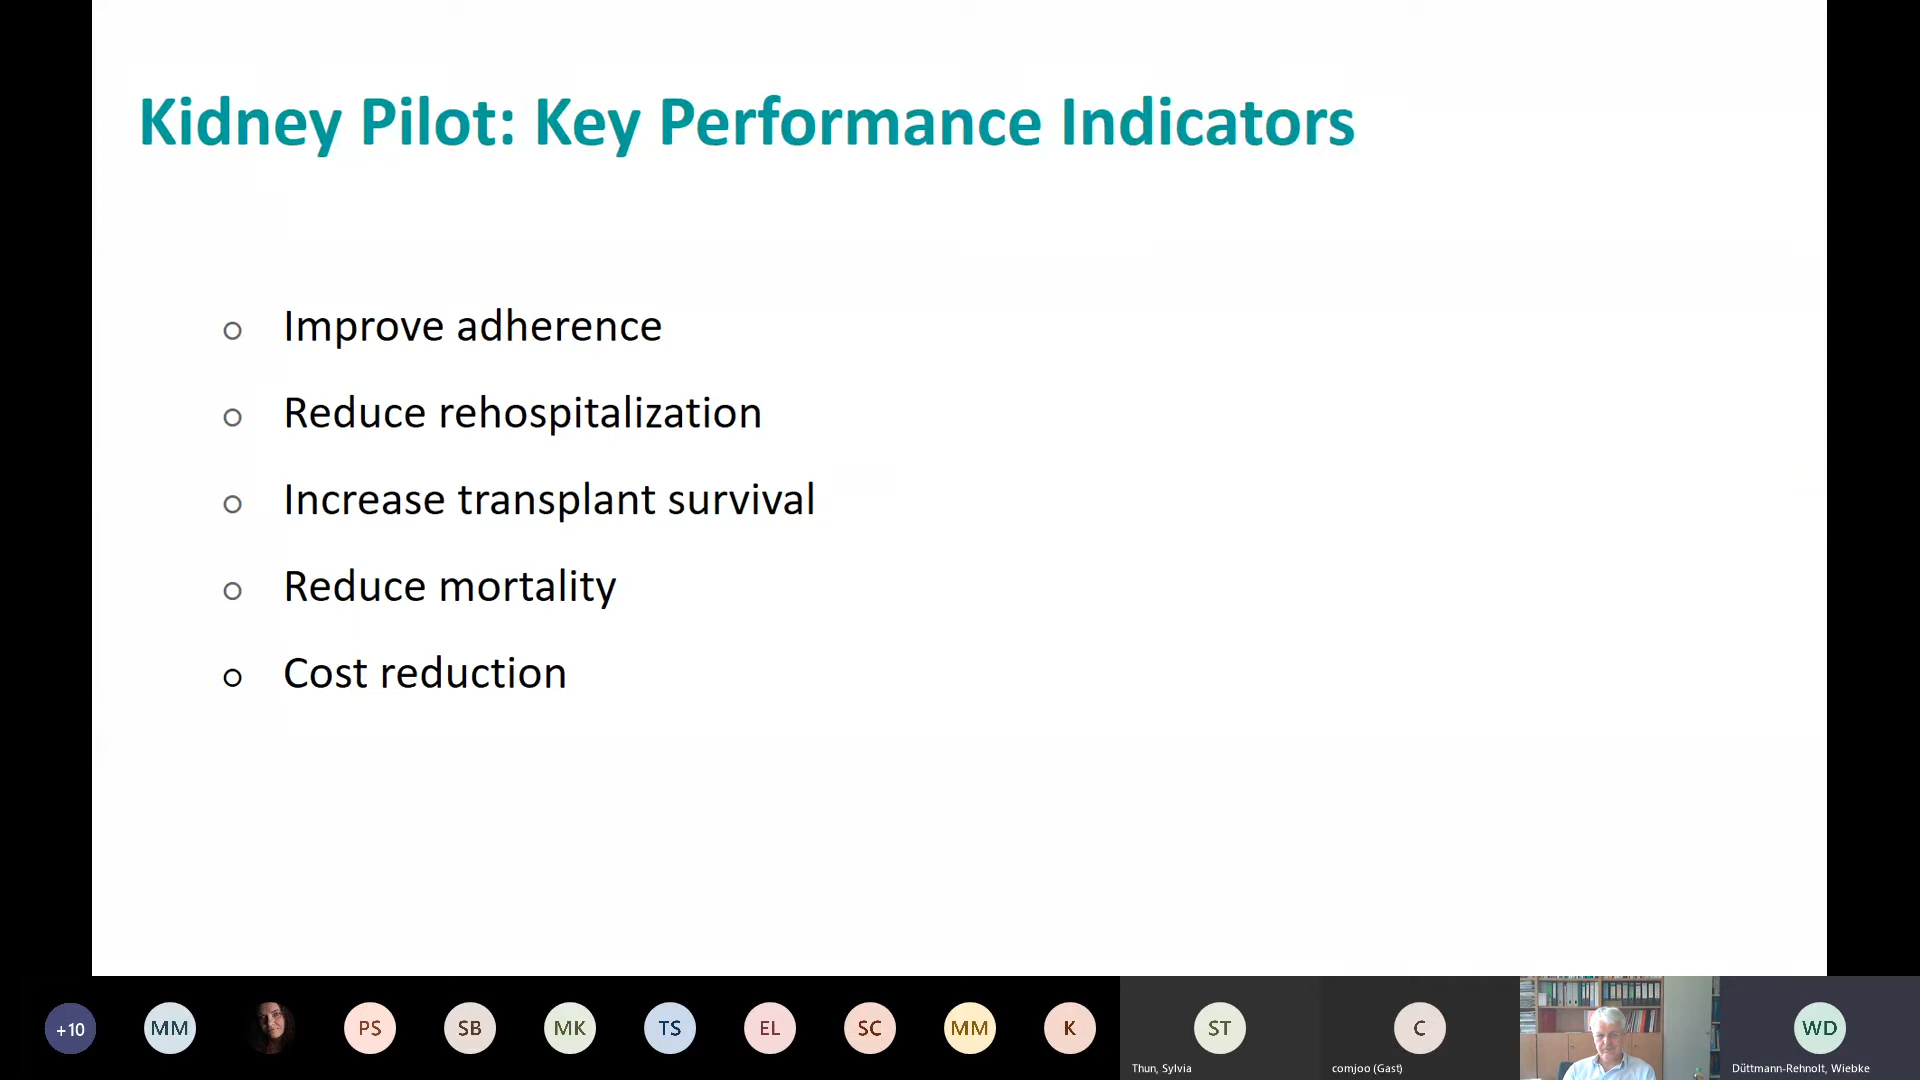 Kidney Pilot: Key Performance Indicators
Improve adherence
Reduce rehospitalization
Increase transplant survival
Reduce mortality
Cost reduction
+10
MM
PS
SB
MK
TS
EL
SC
MM
K
ST
Thun, Sylvia
C
comjoo (Gast)
WD
Düttmann-Rehnolt, Wiebke